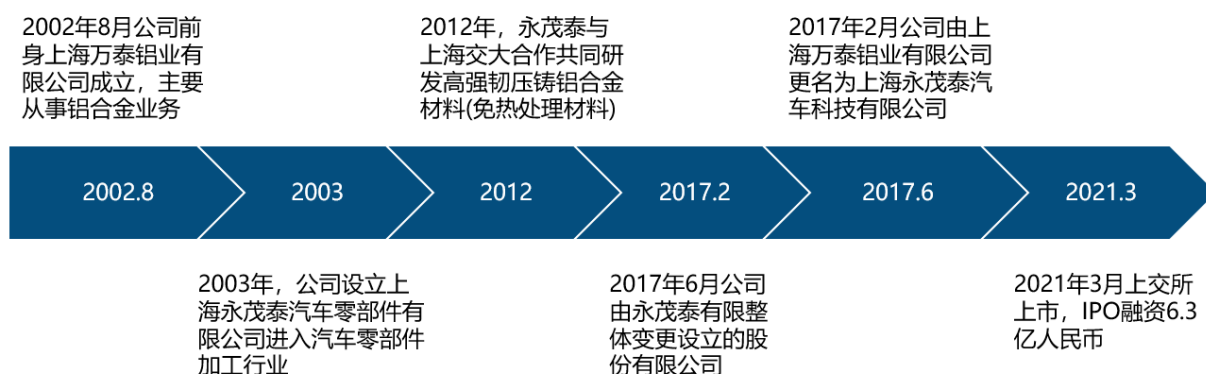 2002年8月公司前
身上海万泰铝业有
限公司成立，主要
从事铝合金业务
2012年，永茂泰与
上海交大合作共同研
发高强韧压铸铝合金
材料(免热处理材料)
2017年2月公司由上
海万泰铝业有限公司
更名为上海永茂泰汽
车科技有限公司
2002.8
2003
2012
2017.2
2017.6
2021.3
2003年，公司设立上
海永茂泰汽车零部件有
限公司进入汽车零部件
加工行业
2017年6月公司
由永茂泰有限整
体变更设立的股
份有限公司
2021年3月上交所
上市，IPO融资6.3
亿人民币